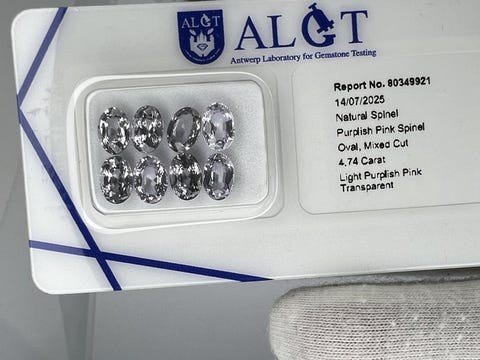 ALGT
ALGT
Antwerp Laboratory for Gemstone Testing
Report No. 80349921
14/07/2025
Natural Spinel
Purplish Pink Spinel
Oval, Mixed Cut
4.74 Carat
Light Purplish Pink
Transparent